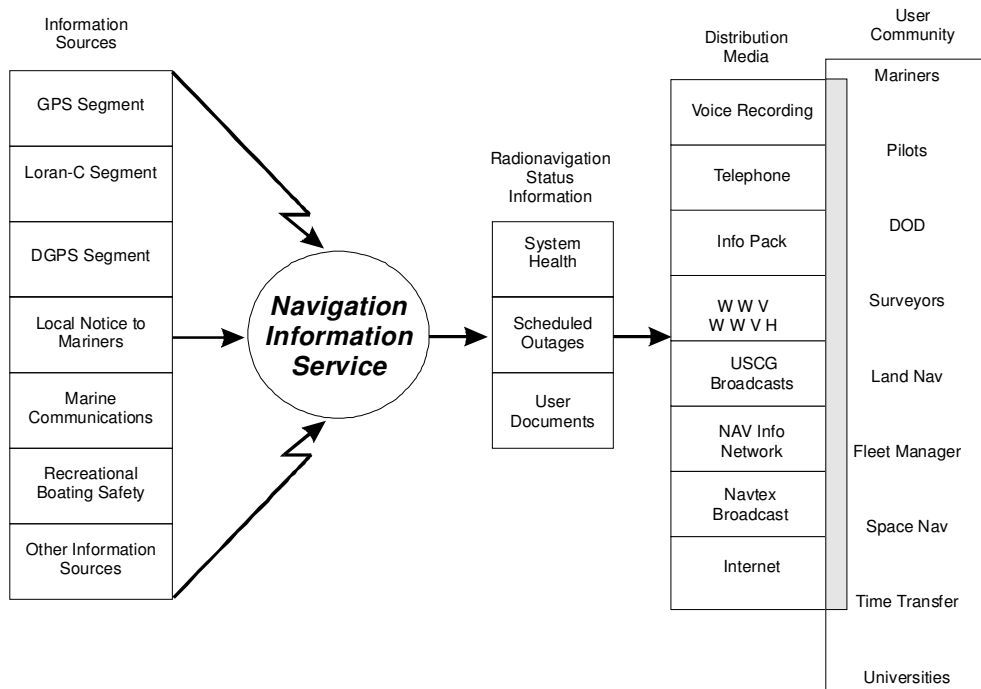 Information
Sources
GPS Segment
Loran-C Segment
DGPS Segment
Local Notice to
Mariners
Marine
Communications
Recreational
Boating Safety
Other Information
Sources
Navigation
Information
Service
Radionavigation
Status
Information
System
Health
Scheduled
Outages
User
Documents
Distribution
Media
Voice Recording
Telephone
Info Pack
W W V
W W V H
USCG
Broadcasts
NAV Info
Network
Navtex
Broadcast
Internet
User
Community
Mariners
Pilots
DOD
Surveyors
Land Nav
Fleet Manager
Space Nav
Time Transfer
Universities